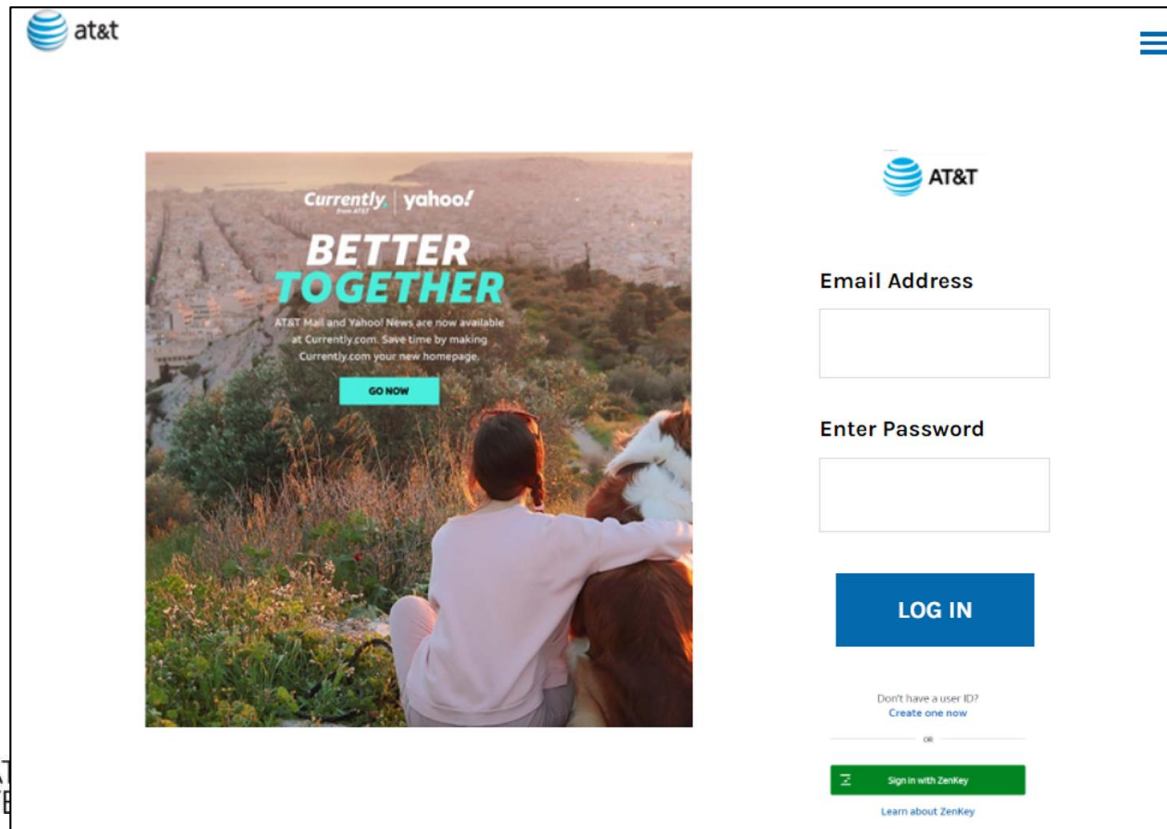 at&t
Currently, yahoo!
from AT&T
BETTER
TOGETHER
AT&T Mail and Yahoo! News are now available
at Currently.com. Save time by making
Currently.com your new homepage.
GO NOW
AT&T
Email Address
Enter Password
LOG IN
Don't have a user ID?
Create one now
OR
Sign in with ZenKey
Learn about ZenKey